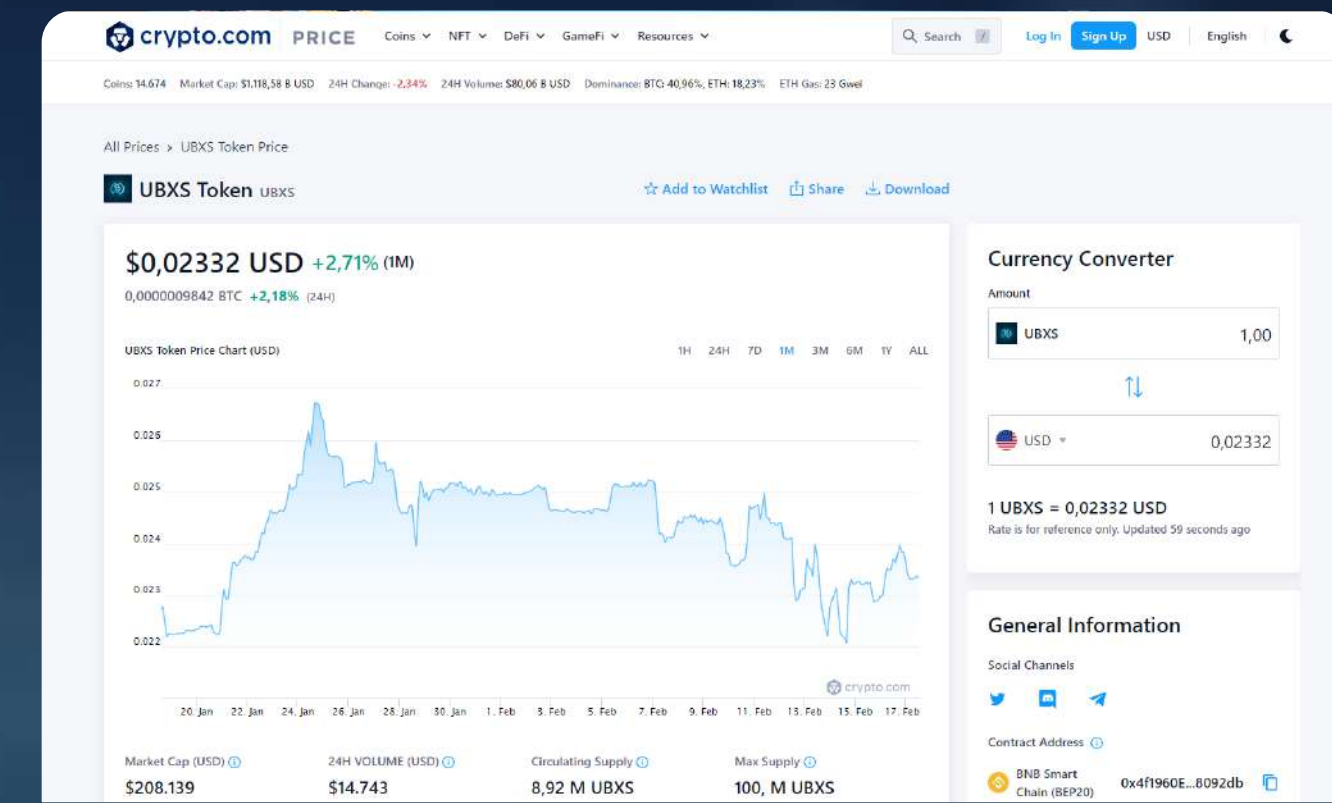 crypto.com PRICE Coins NFT DeFi GameFi Resources Search / Log In Sign Up USD English
Coins: 14.674 Market Cap: $1.118,58 B USD 24H Change: -2,34% 24H Volume: $80,06 B USD Dominance: BTC: 40,96%, ETH: 18,23% ETH Gas: 23 Gwei
All Prices > UBXS Token Price
UBXS Token UBXS
Add to Watchlist Share Download
$0,02332 USD +2,71% (1M)
0,0000009842 BTC +2,18% (24H)
UBXS Token Price Chart (USD)
1H 24H 7D 1M 3M 6M 1Y ALL
0.027
0.026
0.025
0.024
0.023
0.022
crypto.com
20. Jan 22. Jan 24. Jan 26. Jan 28. Jan 30. Jan 1. Feb 3. Feb 5. Feb 7. Feb 9. Feb 11. Feb 13. Feb 15. Feb 17. Feb
Market Cap (USD) 24H VOLUME (USD) Circulating Supply Max Supply
$208.139 $14.743 8,92 M UBXS 100, M UBXS
Currency Converter
Amount
UBXS 1,00
USD 0,02332
1 UBXS = 0,02332 USD
Rate is for reference only. Updated 59 seconds ago
General Information
Social Channels
Contract Address
BNB Smart
Chain (BEP20)
0x4f1960E...8092db